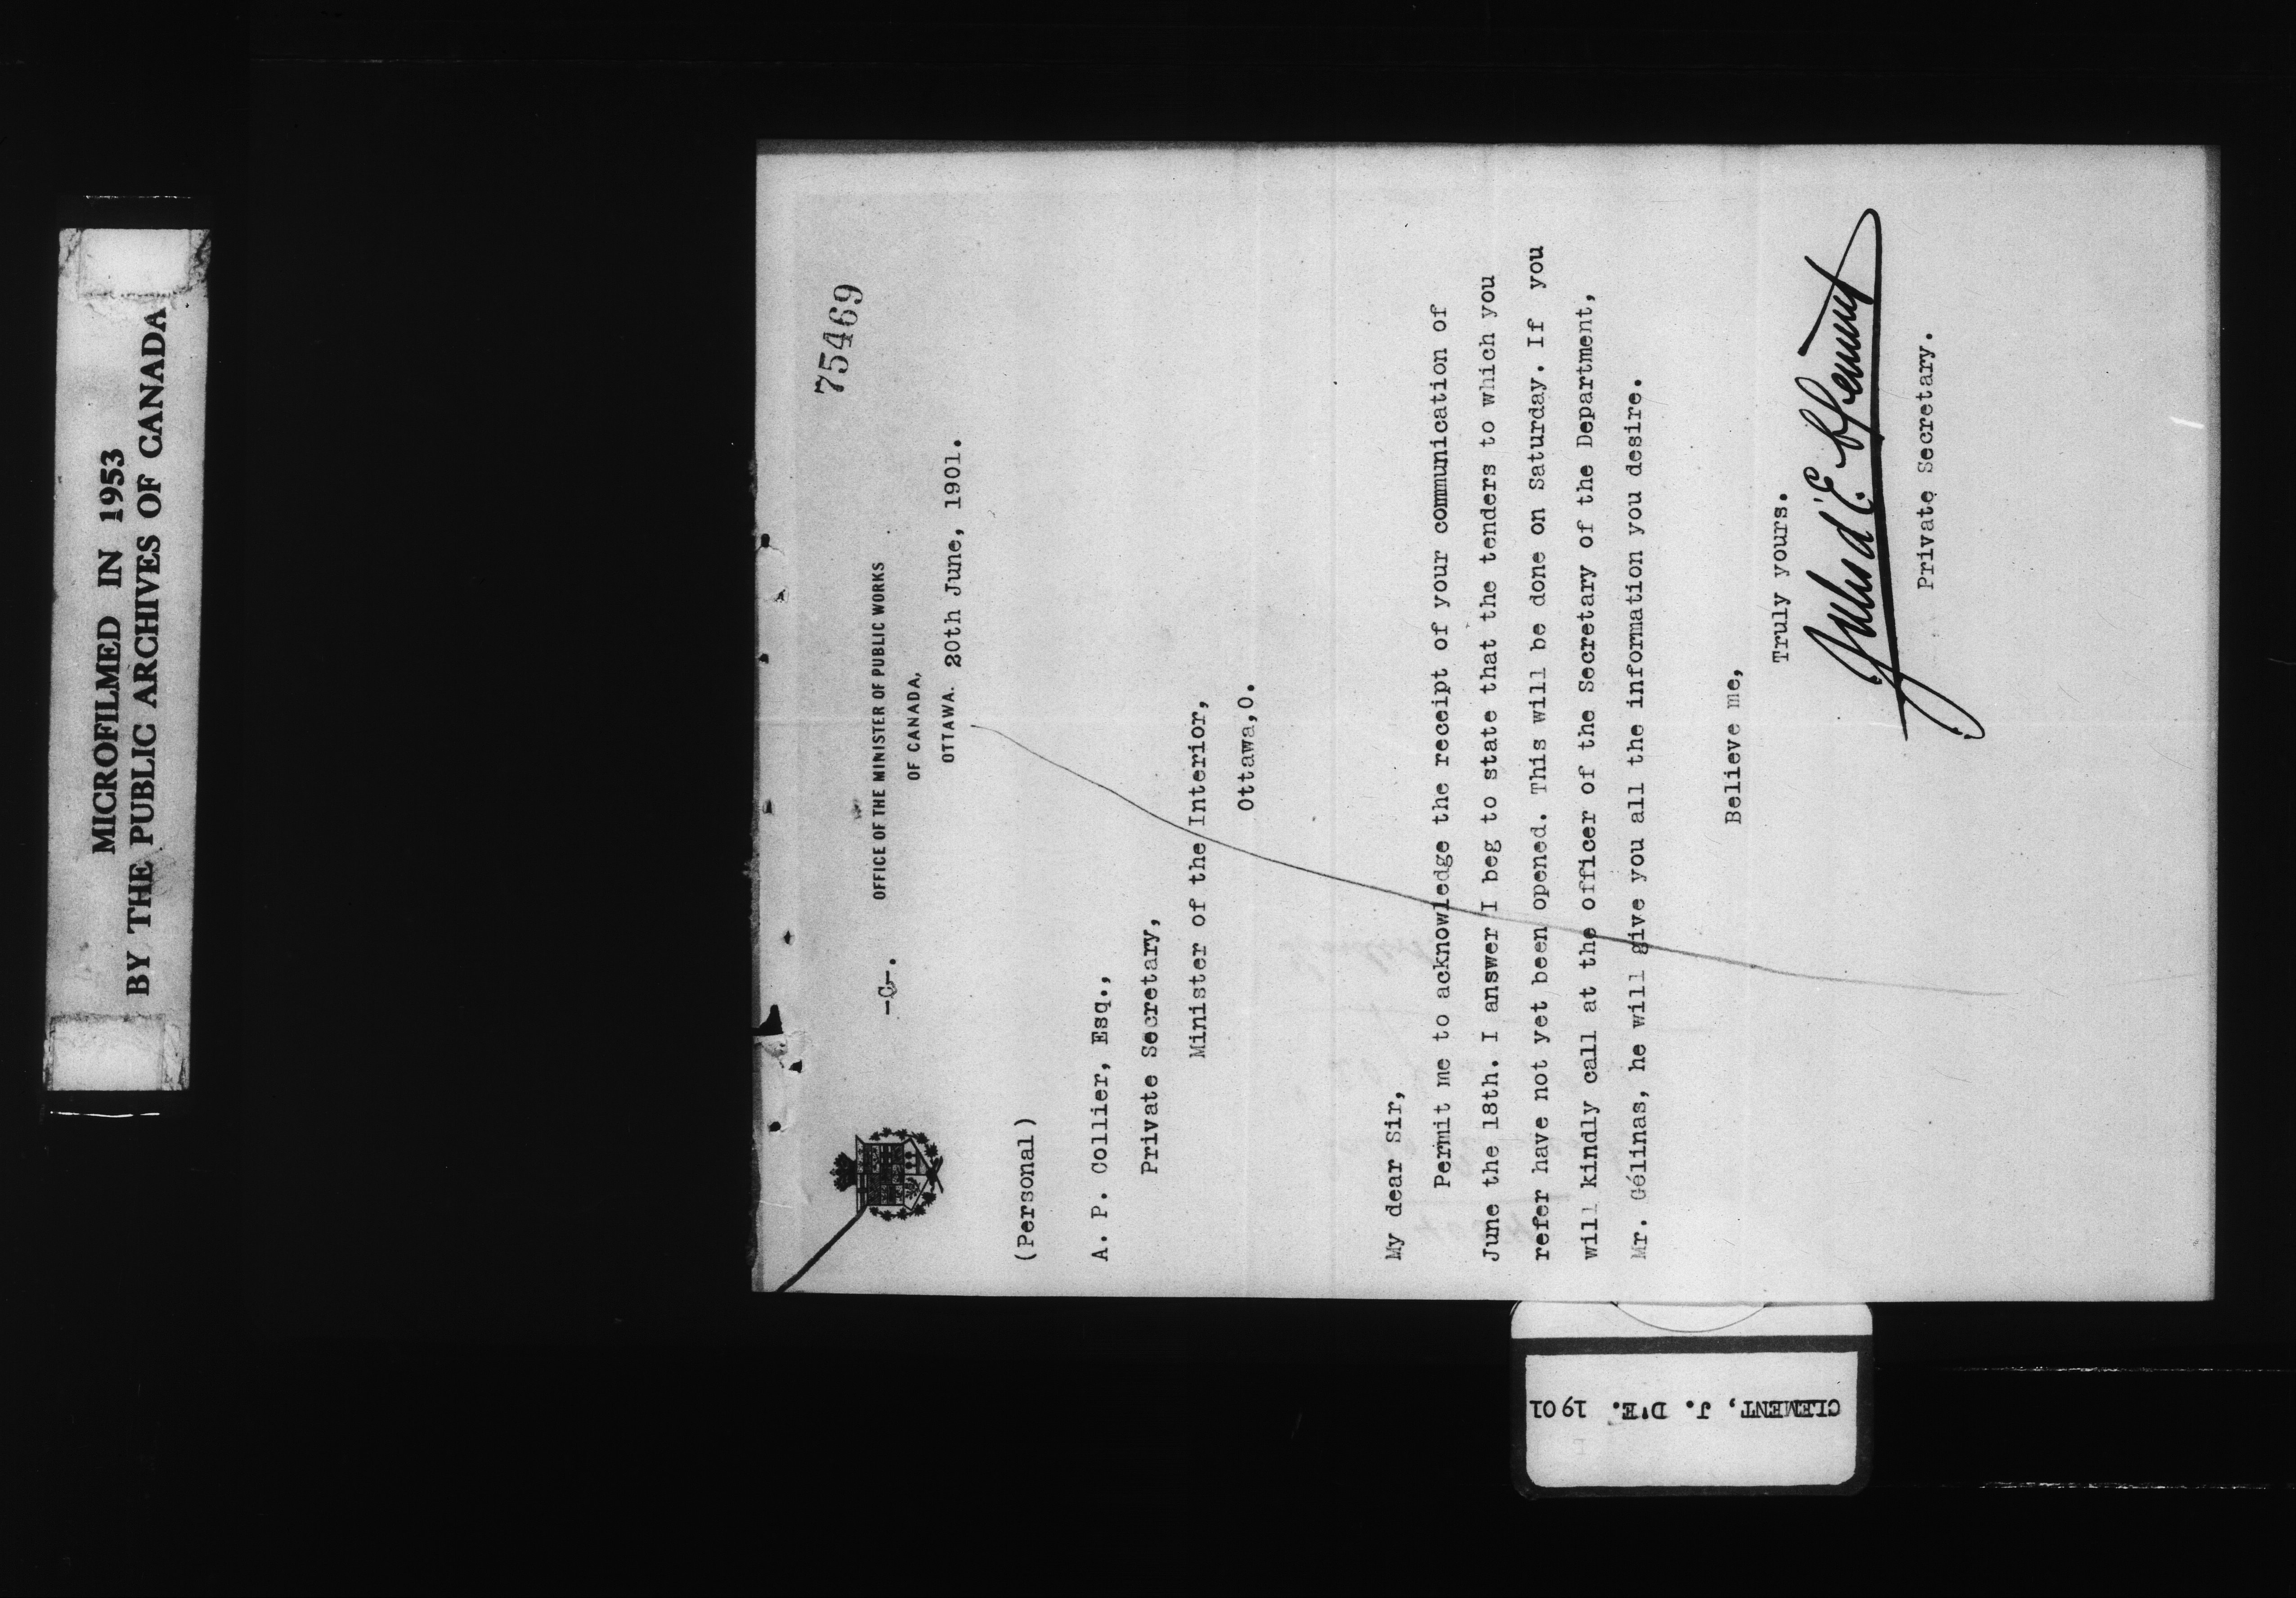 MICROFILMED IN 1953
BY THE PUBLIC ARCHIVES OF CANADA
75469
-C-.
OFFICE OF THE MINISTER OF PUBLIC WORKS
OF CANADA,
OTTAWA. 20th June, 1901.
(Personal)
A. P. Collier, Esq.,
Private Secretary,
Minister of the Interior,
Ottawa,O.
My dear Sir,
Permit me to acknowledge the receipt of your communication of
June the 18th. I answer I beg to state that the tenders to which you
refer have not yet been opened. This will be done on Saturday. If you
will kindly call at the officer of the Secretary of the Department,
Mr. Gélinas, he will give you all the information you desire.
Believe me,
Truly yours.
Jules d'E. Clement
Private Secretary.
CLEMENT, J. D'E. 1901